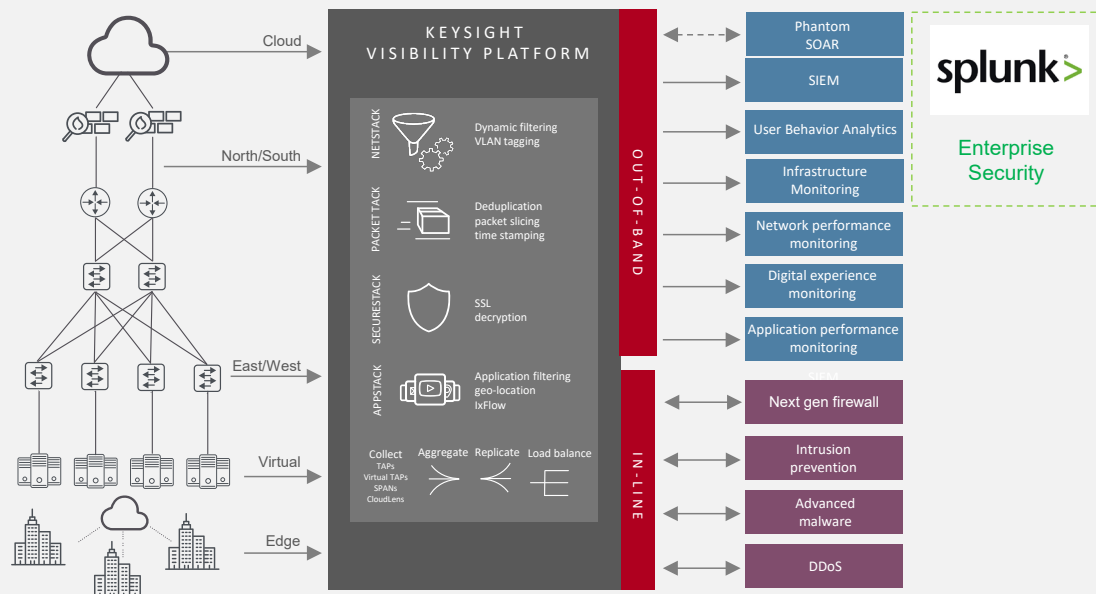 Cloud
North/South
East/West
Virtual
Edge
KEYSIGHT
VISIBILITY PLATFORM
NETSTACK
Dynamic filtering
VLAN tagging
PACKETTACK
Deduplication
packet slicing
time stamping
SECURESTACK
SSL
decryption
APPSTACK
Application filtering
geo-location
IxFlow
Collect
TAPs
Virtual TAPs
SPANs
CloudLens
Aggregate
Replicate
Load balance
OUT-OF-BAND
IN-LINE
Phantom
SOAR
SIEM
User Behavior Analytics
Infrastructure
Monitoring
Network performance
monitoring
Digital experience
monitoring
Application performance
monitoring
SIEM
Next gen firewall
Intrusion
prevention
Advanced
malware
DDoS
splunk>
Enterprise
Security